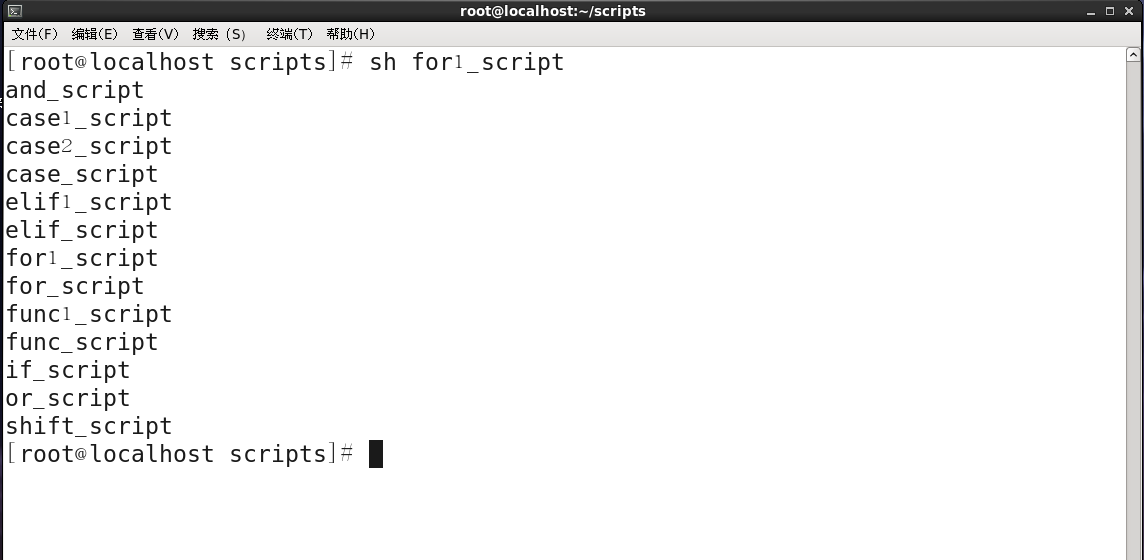 root@localhost:~/scripts
文件(F) 编辑(E) 查看(V) 搜索 (S) 终端(T) 帮助(H)
[root@localhost scripts]# sh for1_script
and_script
case1_script
case2_script
case_script
elif1_script
elif_script
for1_script
for_script
func1_script
func_script
if_script
or_script
shift_script
[root@localhost scripts]#